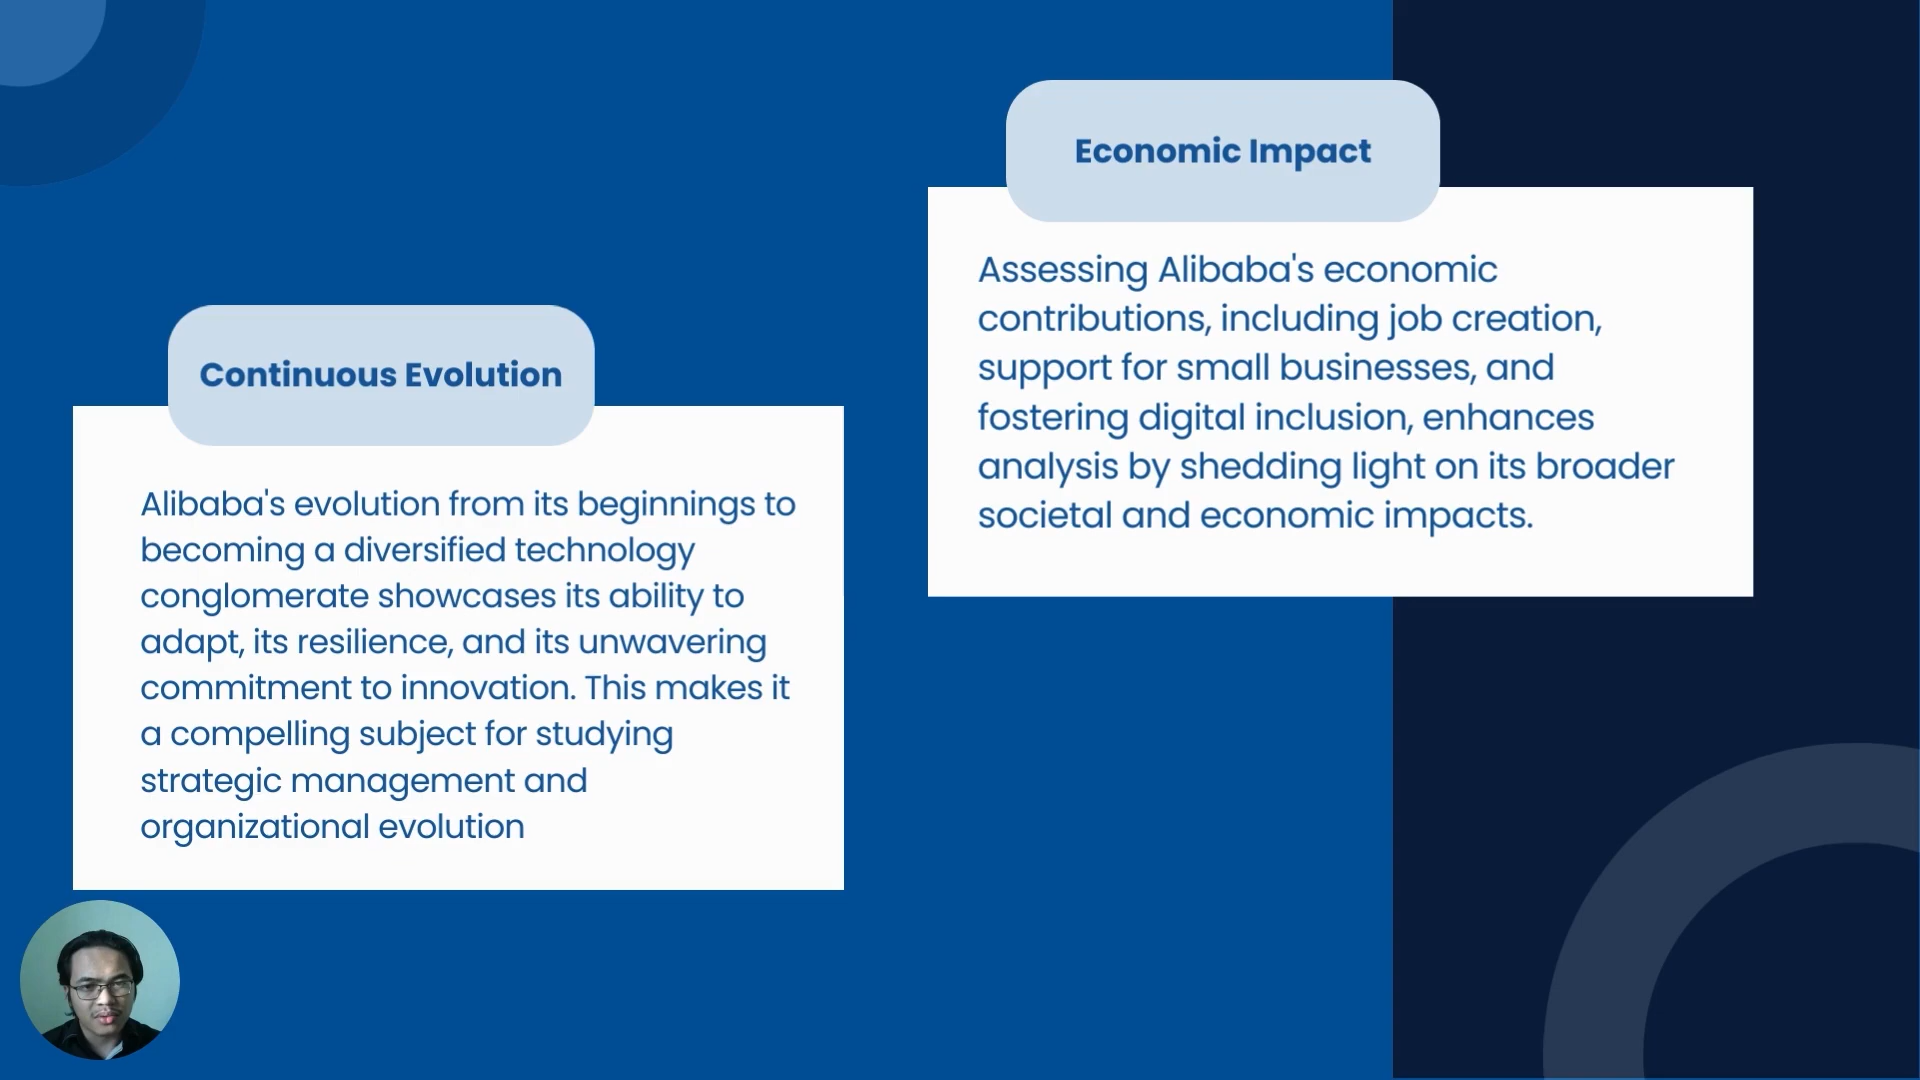 Continuous Evolution
Alibaba's evolution from its beginnings to
becoming a diversified technology
conglomerate showcases its ability to
adapt, its resilience, and its unwavering
commitment to innovation. This makes it
a compelling subject for studying
strategic management and
organizational evolution
Economic Impact
Assessing Alibaba's economic
contributions, including job creation,
support for small businesses, and
fostering digital inclusion, enhances
analysis by shedding light on its broader
societal and economic impacts.